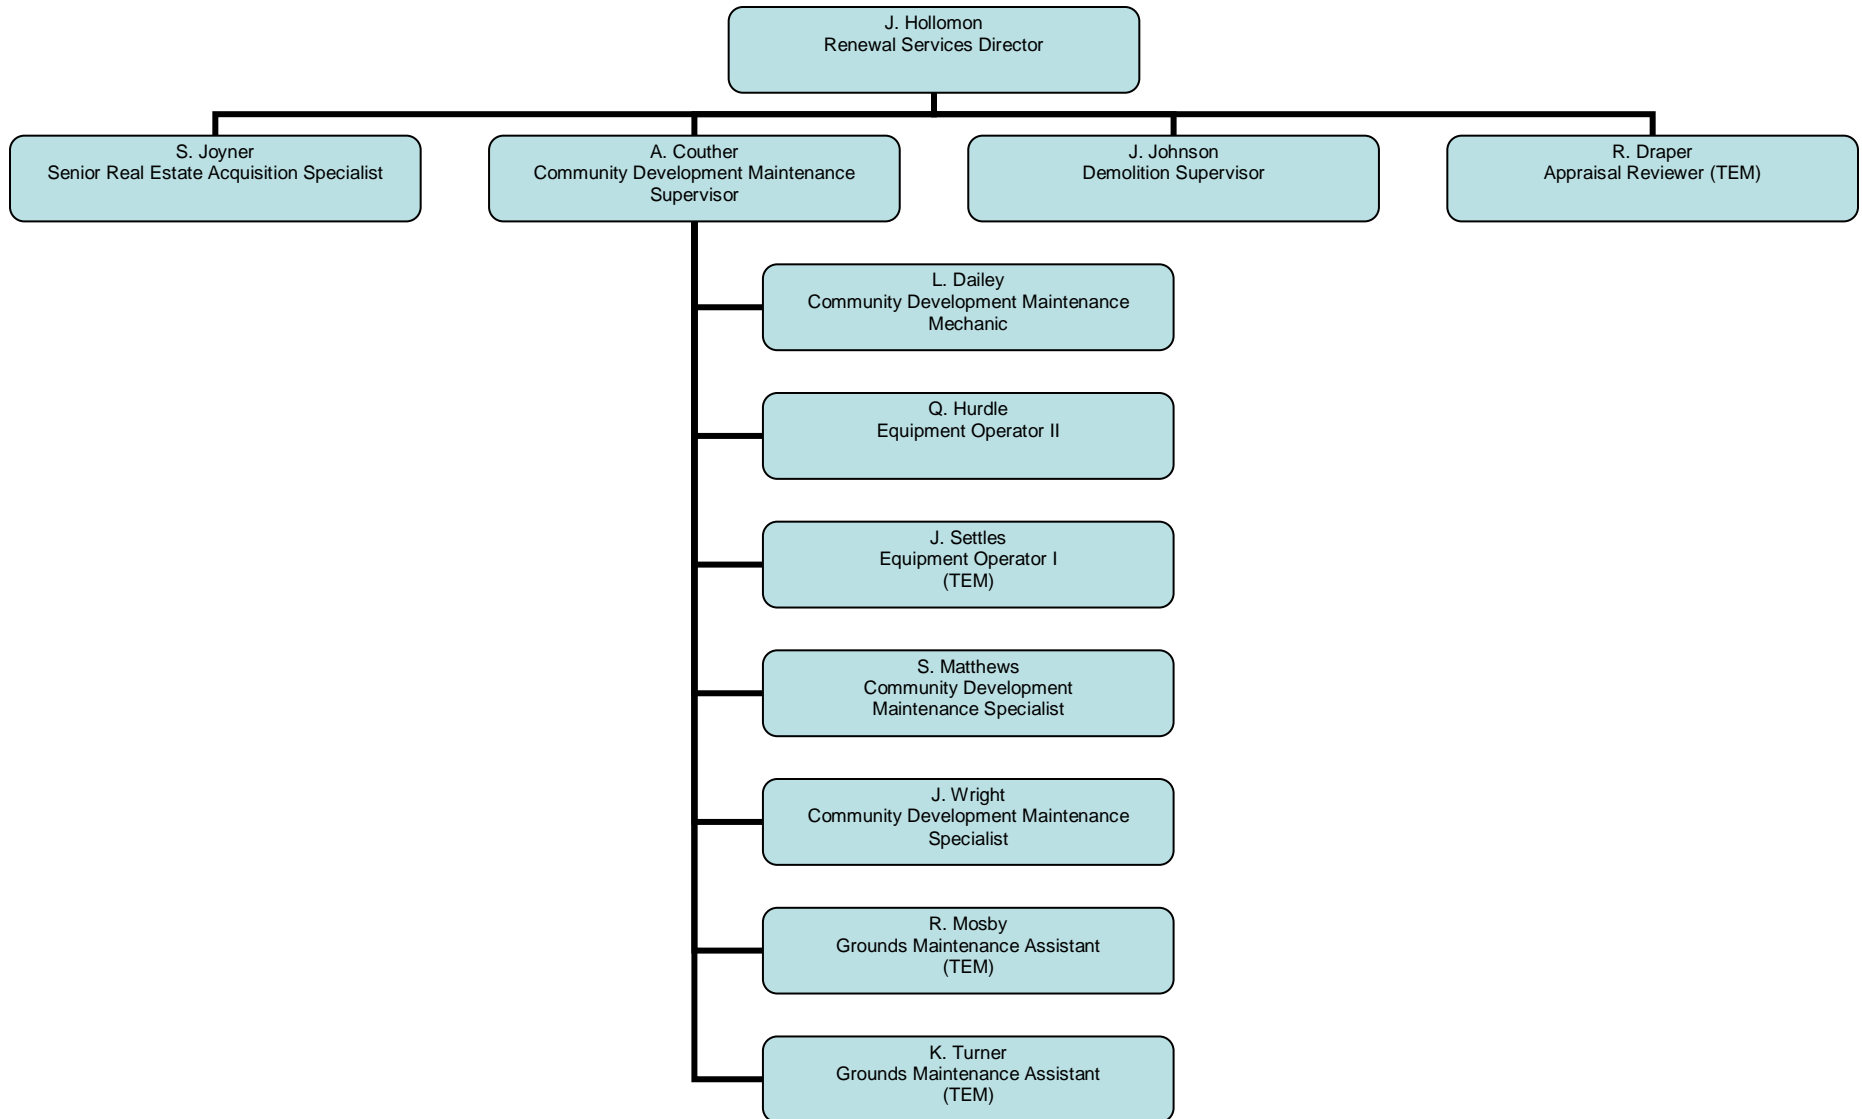 J. Hollomon
Renewal Services Director
S. Joyner
Senior Real Estate Acquisition Specialist
A. Couther
Community Development Maintenance
Supervisor
J. Johnson
Demolition Supervisor
R. Draper
Appraisal Reviewer (TEM)
L. Dailey
Community Development Maintenance
Mechanic
Q. Hurdle
Equipment Operator II
J. Settles
Equipment Operator I
(TEM)
S. Matthews
Community Development
Maintenance Specialist
J. Wright
Community Development Maintenance
Specialist
R. Mosby
Grounds Maintenance Assistant
(TEM)
K. Turner
Grounds Maintenance Assistant
(TEM)